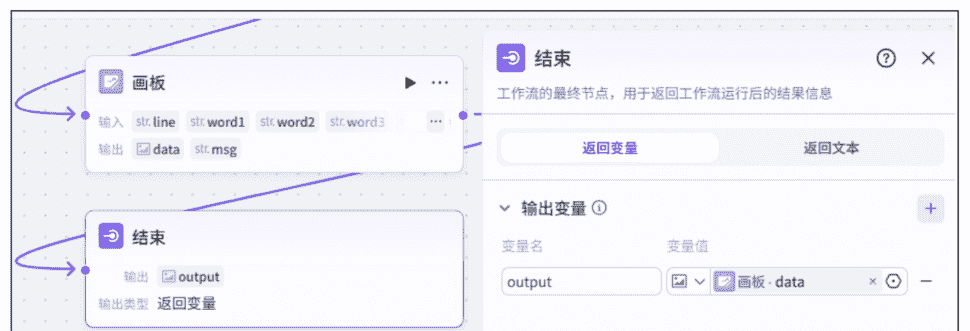 画板
输入 str. line str. word1 str. word2 str. word3 ...
输出 data str. msg
结束
输出 output
输出类型 返回变量
结束
工作流的最终节点，用于返回工作流运行后的结果信息
返回变量 返回文本
输出变量
变量名 变量值
output 画板 · data